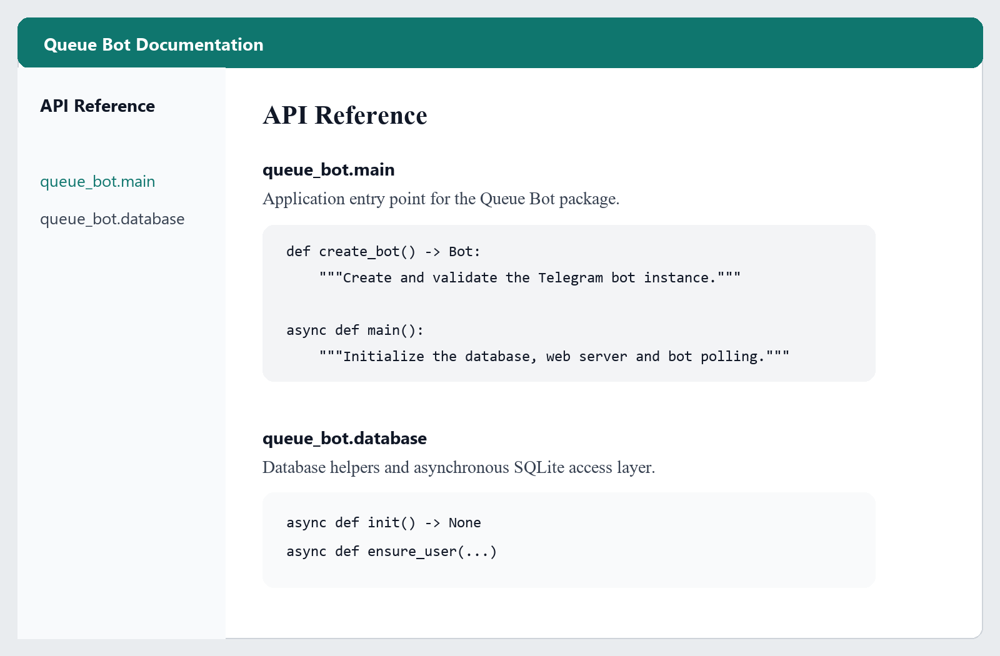 Queue Bot Documentation
API Reference
queue_bot.main
queue_bot.database
API Reference
queue_bot.main
Application entry point for the Queue Bot package.
def create_bot() -> Bot:
    """Create and validate the Telegram bot instance."""
async def main():
    """Initialize the database, web server and bot polling."""
queue_bot.database
Database helpers and asynchronous SQLite access layer.
async def init() -> None
async def ensure_user(...)